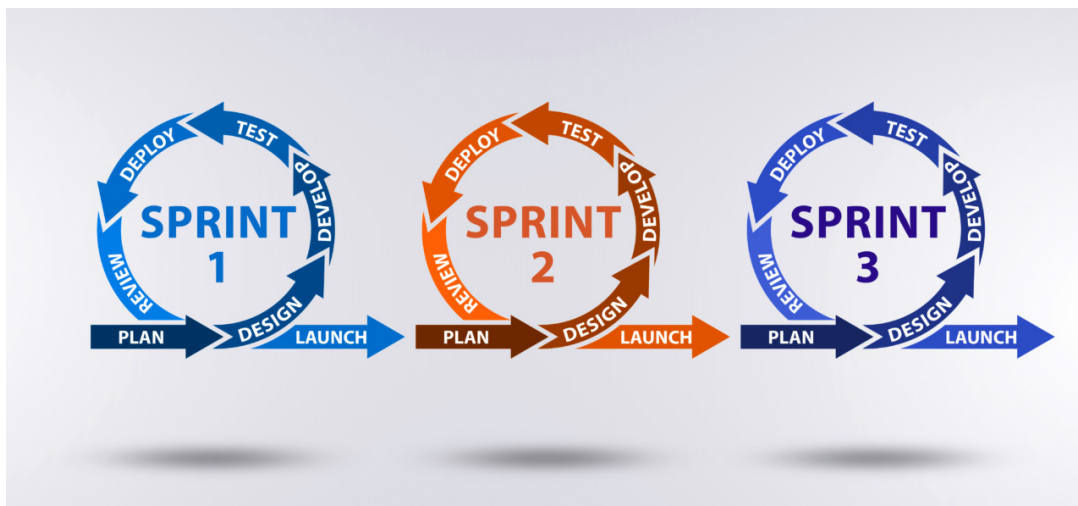 SPRINT
1
PLAN
DESIGN
DEVELOP
TEST
DEPLOY
REVIEW
LAUNCH
SPRINT
2
PLAN
DESIGN
DEVELOP
TEST
DEPLOY
REVIEW
LAUNCH
SPRINT
3
PLAN
DESIGN
DEVELOP
TEST
DEPLOY
REVIEW
LAUNCH